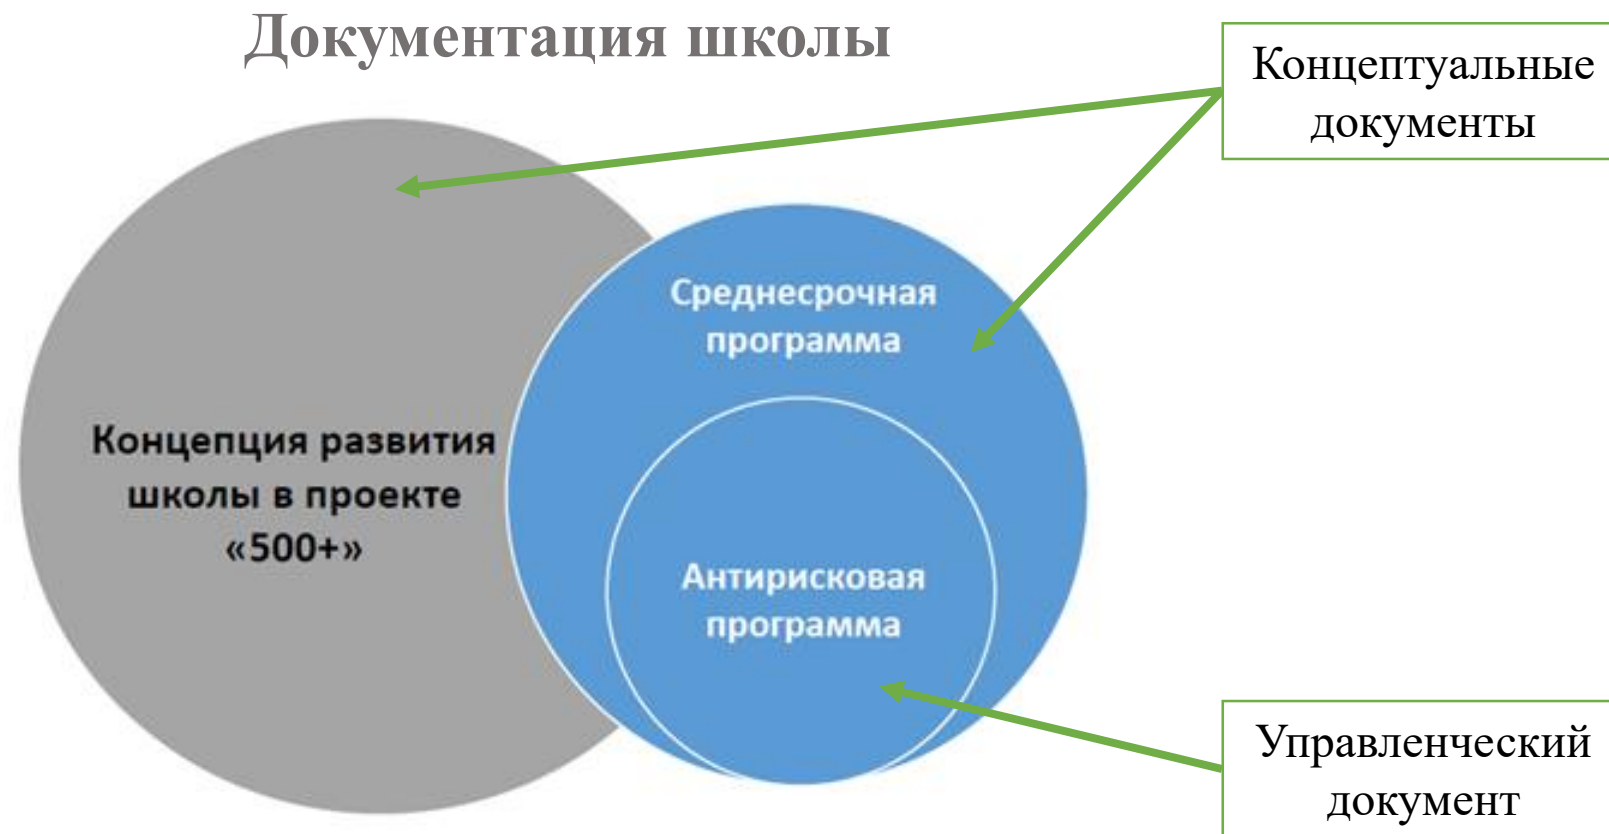 Документация школы
Концептуальные
документы
Среднесрочная
программа
Концепция развития
школы в проекте
«500+»
Антирисковая
программа
Управленческий
документ